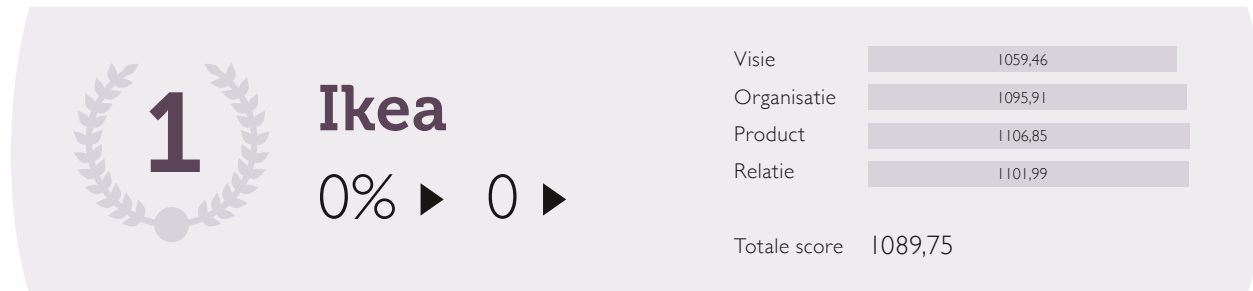 1
Ikea
0% ▶ 0 ▶
Visie 1059,46
Organisatie 1095,91
Product 1106,85
Relatie 1101,99
Totale score 1089,75